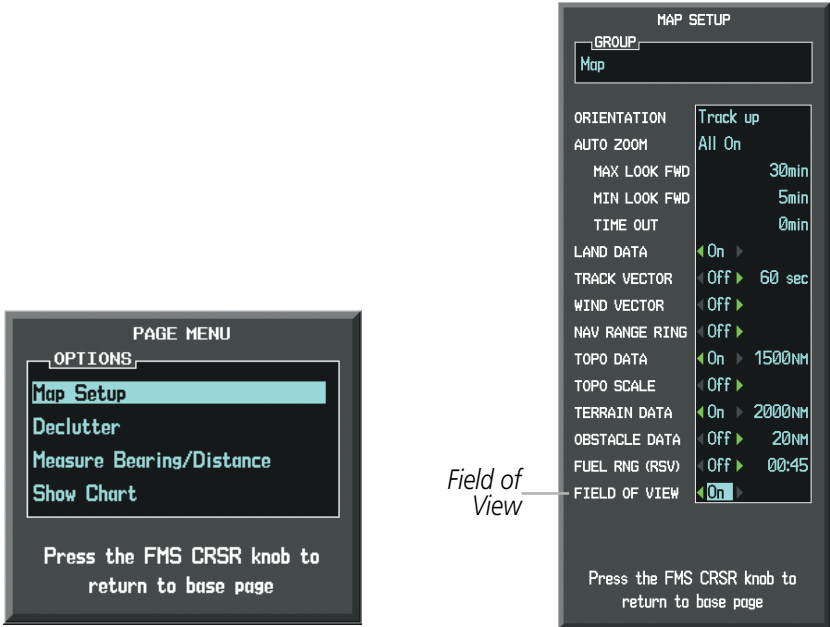 PAGE MENU
OPTIONS
Map Setup
Declutter
Measure Bearing/Distance
Show Chart
Press the FMS CRSR knob to
return to base page
MAP SETUP
GROUP
Map
ORIENTATION Track up
AUTO ZOOM All On
MAX LOOK FWD 30min
MIN LOOK FWD 5min
TIME OUT 0min
LAND DATA On
TRACK VECTOR Off 60 sec
WIND VECTOR Off
NAV RANGE RING Off
TOPO DATA On 1500NM
TOPO SCALE Off
TERRAIN DATA On 2000NM
OBSTACLE DATA Off 20NM
FUEL RNG (RSV) Off 00:45
FIELD OF VIEW On
Press the FMS CRSR knob to
return to base page
Field of
View